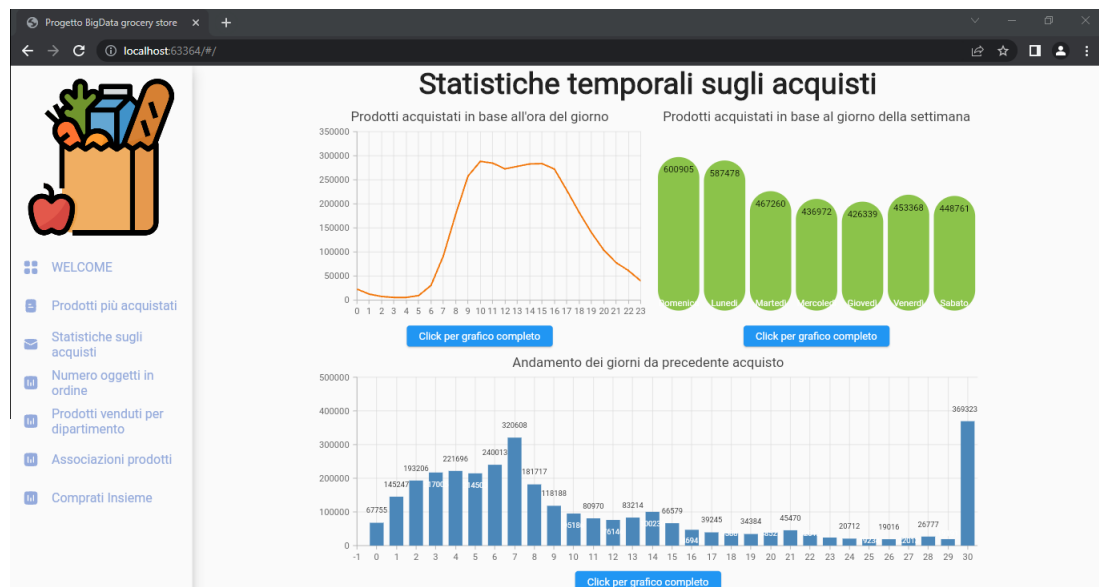 Progetto BigData grocery store
localhost:63364/#/
WELCOME
Prodotti più acquistati
Statistiche sugli
acquisti
Numero oggetti in
ordine
Prodotti venduti per
dipartimento
Associazioni prodotti
Comprati Insieme
Statistiche temporali sugli acquisti
Prodotti acquistati in base all'ora del giorno
350000
300000
250000
200000
150000
100000
50000
0
0 1 2 3 4 5 6 7 8 9 10 11 12 13 14 15 16 17 18 19 20 21 22 23
Click per grafico completo
Prodotti acquistati in base al giorno della settimana
600905 587478 467260 436972 426339 453368 448761
Lunedì Martedì Giovedì Venerdì Sabato
Click per grafico completo
Andamento dei giorni da precedente acquisto
500000
400000
300000
200000
100000
0
67755 145247 193206 221696 240013 320608 181717 118188 80970 83214 66579 39245 34384 45470 20712 19016 26777 369323
-1 0 1 2 3 4 5 6 7 8 9 10 11 12 13 14 15 16 17 18 19 20 21 22 23 24 25 26 27 28 29 30
Click per grafico completo